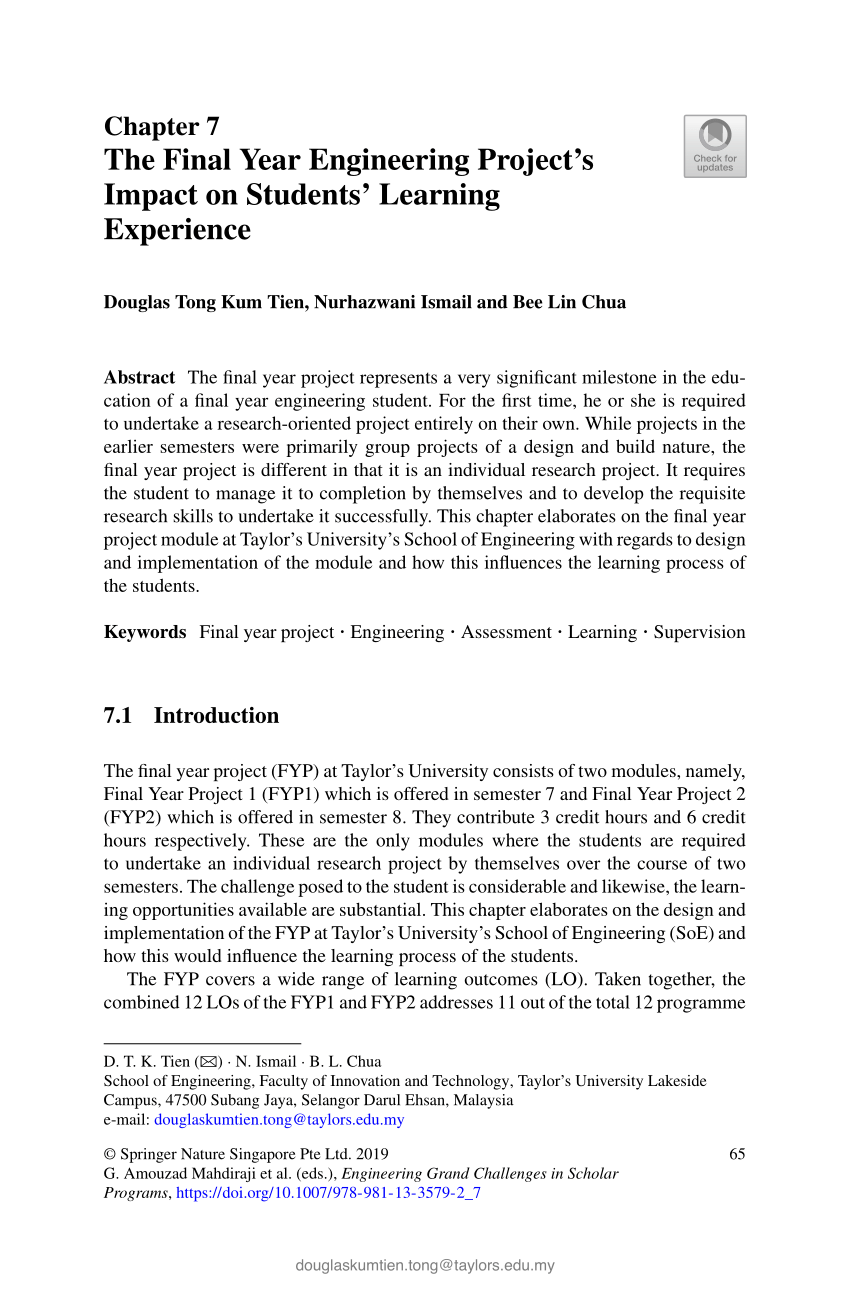 Chapter 7
The Final Year Engineering Project’s
Impact on Students’ Learning
Experience
Check for
updates
Douglas Tong Kum Tien, Nurhazwani Ismail and Bee Lin Chua
Abstract The final year project represents a very significant milestone in the edu-
cation of a final year engineering student. For the first time, he or she is required
to undertake a research-oriented project entirely on their own. While projects in the
earlier semesters were primarily group projects of a design and build nature, the
final year project is different in that it is an individual research project. It requires
the student to manage it to completion by themselves and to develop the requisite
research skills to undertake it successfully. This chapter elaborates on the final year
project module at Taylor’s University’s School of Engineering with regards to design
and implementation of the module and how this influences the learning process of
the students.
Keywords Final year project · Engineering · Assessment · Learning · Supervision
7.1 Introduction
The final year project (FYP) at Taylor’s University consists of two modules, namely,
Final Year Project 1 (FYP1) which is offered in semester 7 and Final Year Project 2
(FYP2) which is offered in semester 8. They contribute 3 credit hours and 6 credit
hours respectively. These are the only modules where the students are required
to undertake an individual research project by themselves over the course of two
semesters. The challenge posed to the student is considerable and likewise, the learn-
ing opportunities available are substantial. This chapter elaborates on the design and
implementation of the FYP at Taylor’s University’s School of Engineering (SoE) and
how this would influence the learning process of the students.
The FYP covers a wide range of learning outcomes (LO). Taken together, the
combined 12 LOs of the FYP1 and FYP2 addresses 11 out of the total 12 programme
D. T. K. Tien (✉) · N. Ismail · B. L. Chua
School of Engineering, Faculty of Innovation and Technology, Taylor’s University Lakeside
Campus, 47500 Subang Jaya, Selangor Darul Ehsan, Malaysia
e-mail: douglaskumtien.tong@taylors.edu.my
© Springer Nature Singapore Pte Ltd. 2019 65
G. Amouzad Mahdiraji et al. (eds.), Engineering Grand Challenges in Scholar
Programs, https://doi.org/10.1007/978-981-13-3579-2_7
douglaskumtien.tong@taylors.edu.my